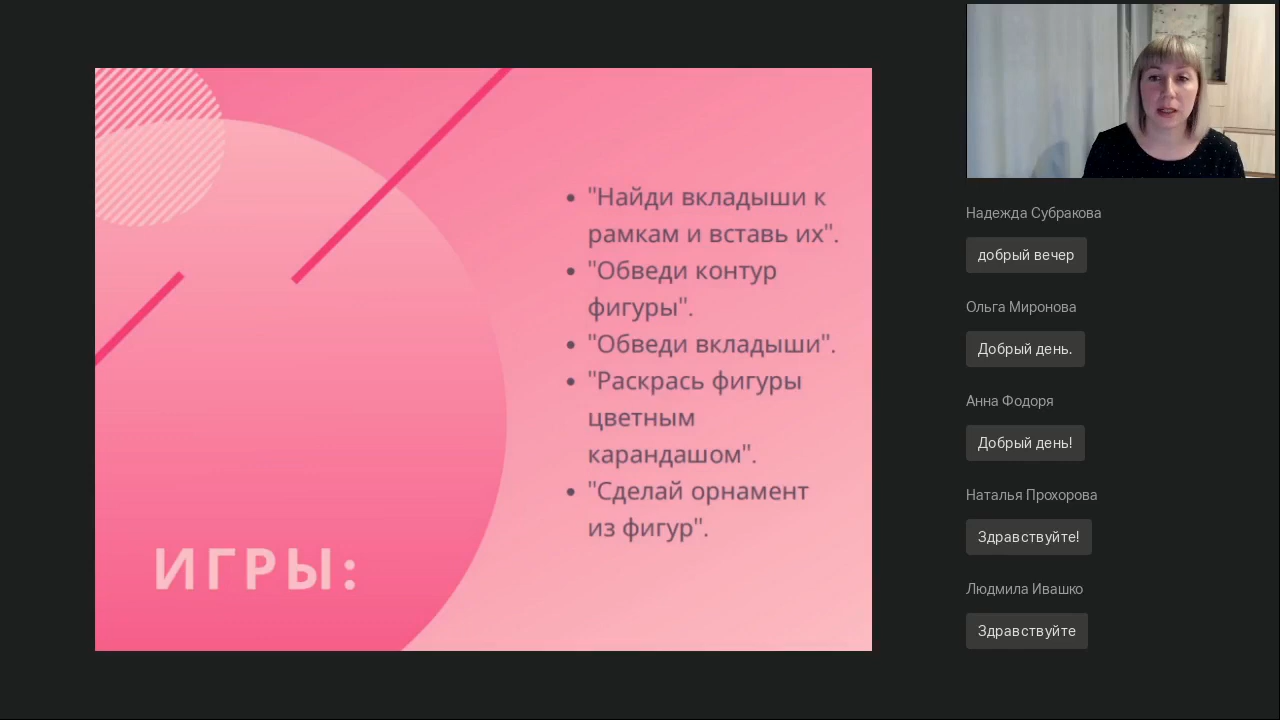 "Найди вкладыши к
рамкам и вставь их".
"Обведи контур
фигуры".
"Обведи вкладыши".
"Раскрась фигуры
цветным
карандашом".
"Сделай орнамент
из фигур".
ИГРЫ:
Надежда Субракова
добрый вечер
Ольга Миронова
Добрый день.
Анна Фодоря
Добрый день!
Наталья Прохорова
Здравствуйте!
Людмила Ивашко
Здравствуйте